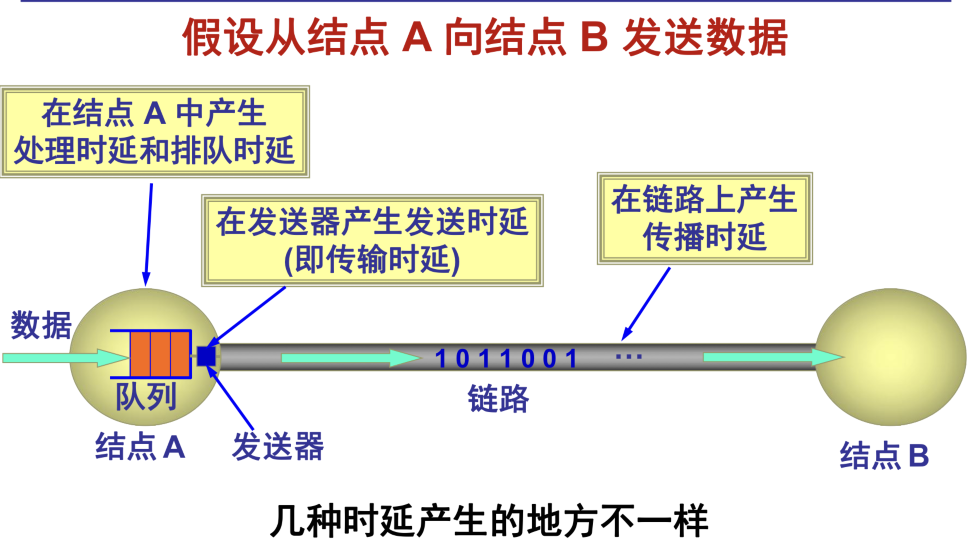 假设从结点 A 向结点 B 发送数据
在结点 A 中产生
处理时延和排队时延
在发送器产生发送时延
(即传输时延)
在链路上产生
传播时延
数据
1 0 1 1 0 0 1 …
队列
链路
结点 A
发送器
结点 B
几种时延产生的地方不一样